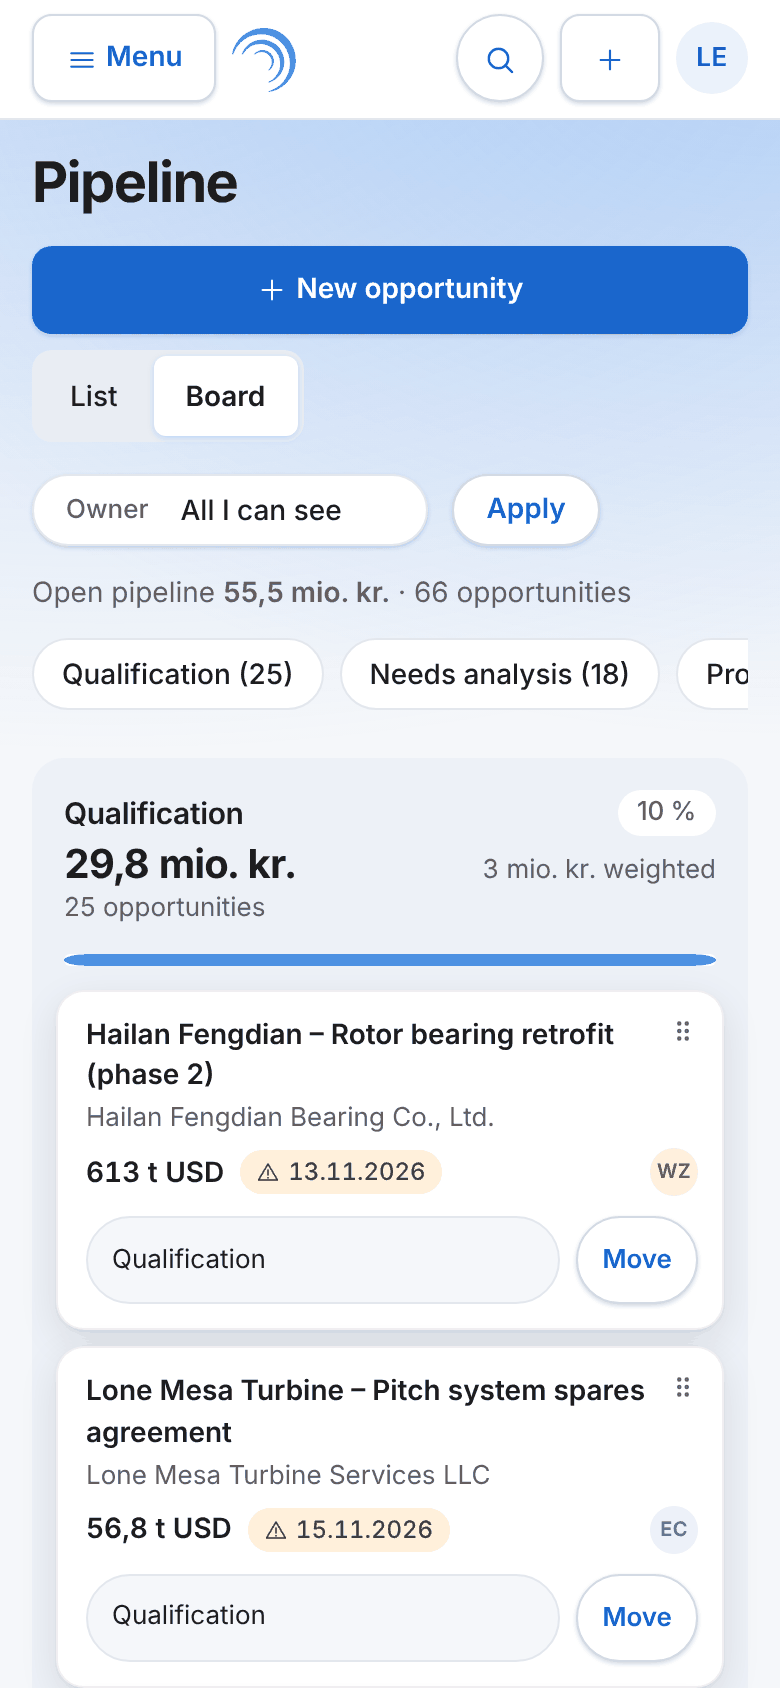 Menu
LE
Pipeline
New opportunity
List Board
Owner All I can see Apply
Open pipeline 55,5 mio. kr. · 66 opportunities
Qualification (25) Needs analysis (18) Pro
Qualification 10 %
29,8 mio. kr. 3 mio. kr. weighted
25 opportunities
Hailan Fengdian – Rotor bearing retrofit
(phase 2)
Hailan Fengdian Bearing Co., Ltd.
613 t USD 13.11.2026 WZ
Qualification Move
Lone Mesa Turbine – Pitch system spares
agreement
Lone Mesa Turbine Services LLC
56,8 t USD 15.11.2026 EC
Qualification Move